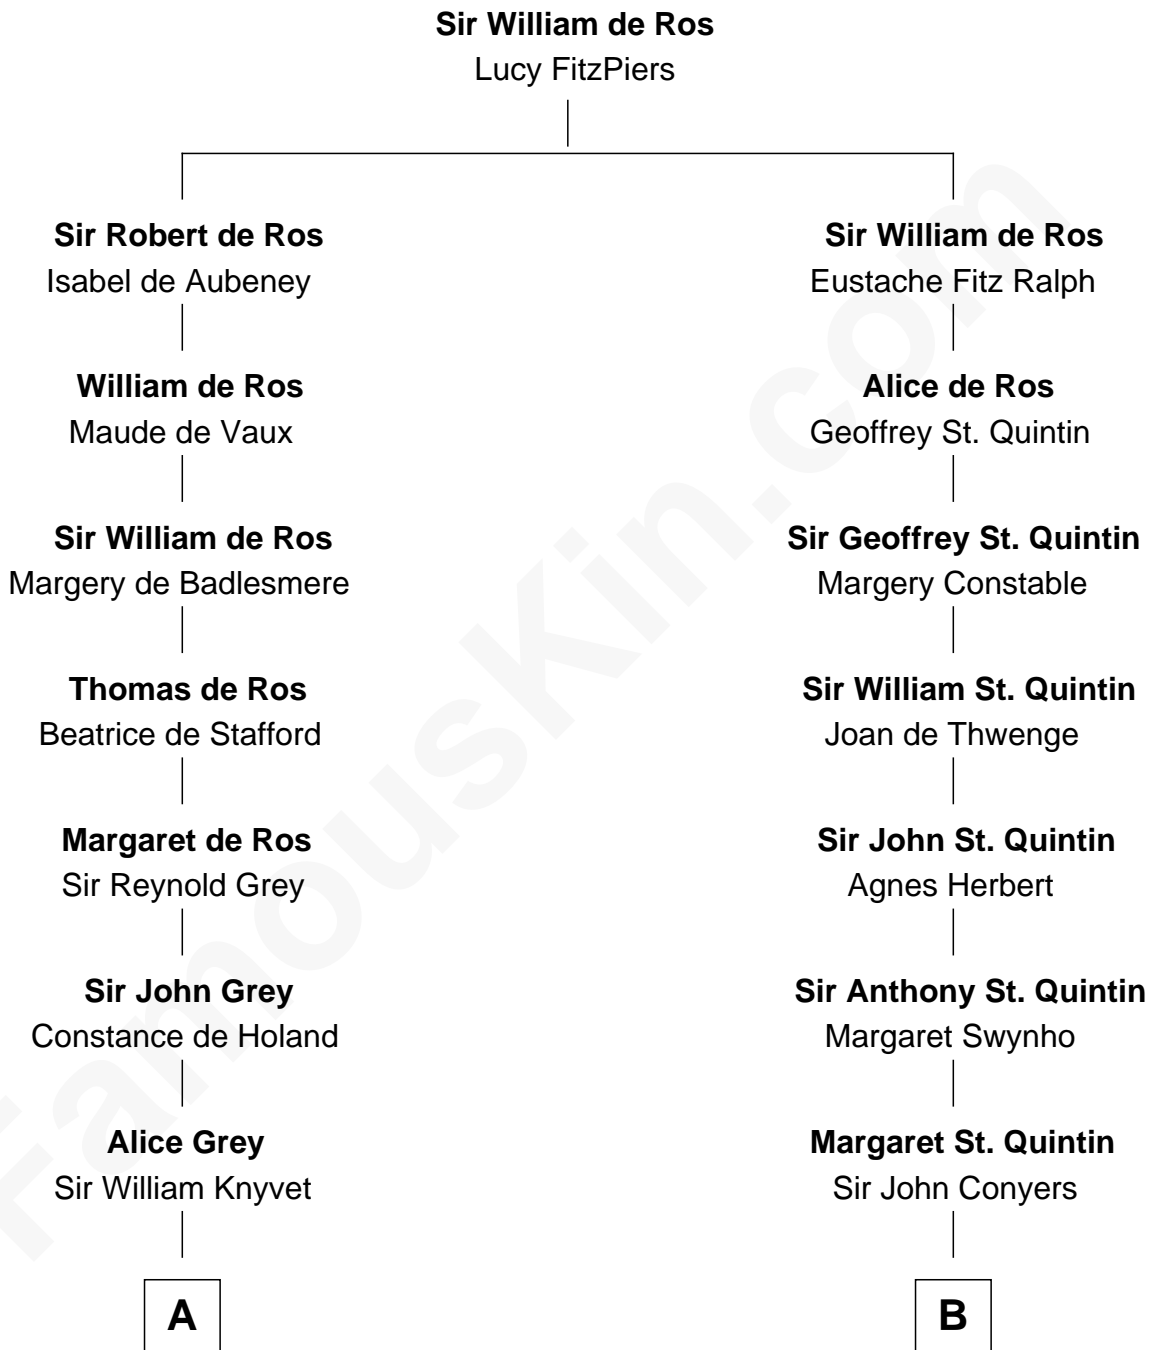 Sir William de Ros
Lucy FitzPiers
Sir Robert de Ros
Isabel de Aubeney
William de Ros
Maude de Vaux
Sir William de Ros
Margery de Badlesmere
Thomas de Ros
Beatrice de Stafford
Margaret de Ros
Sir Reynold Grey
Sir John Grey
Constance de Holand
Alice Grey
Sir William Knyvet
A
Sir William de Ros
Eustache Fitz Ralph
Alice de Ros
Geoffrey St. Quintin
Sir Geoffrey St. Quintin
Margery Constable
Sir William St. Quintin
Joan de Thwenge
Sir John St. Quintin
Agnes Herbert
Sir Anthony St. Quintin
Margaret Swynho
Margaret St. Quintin
Sir John Conyers
B
FamousKin.com